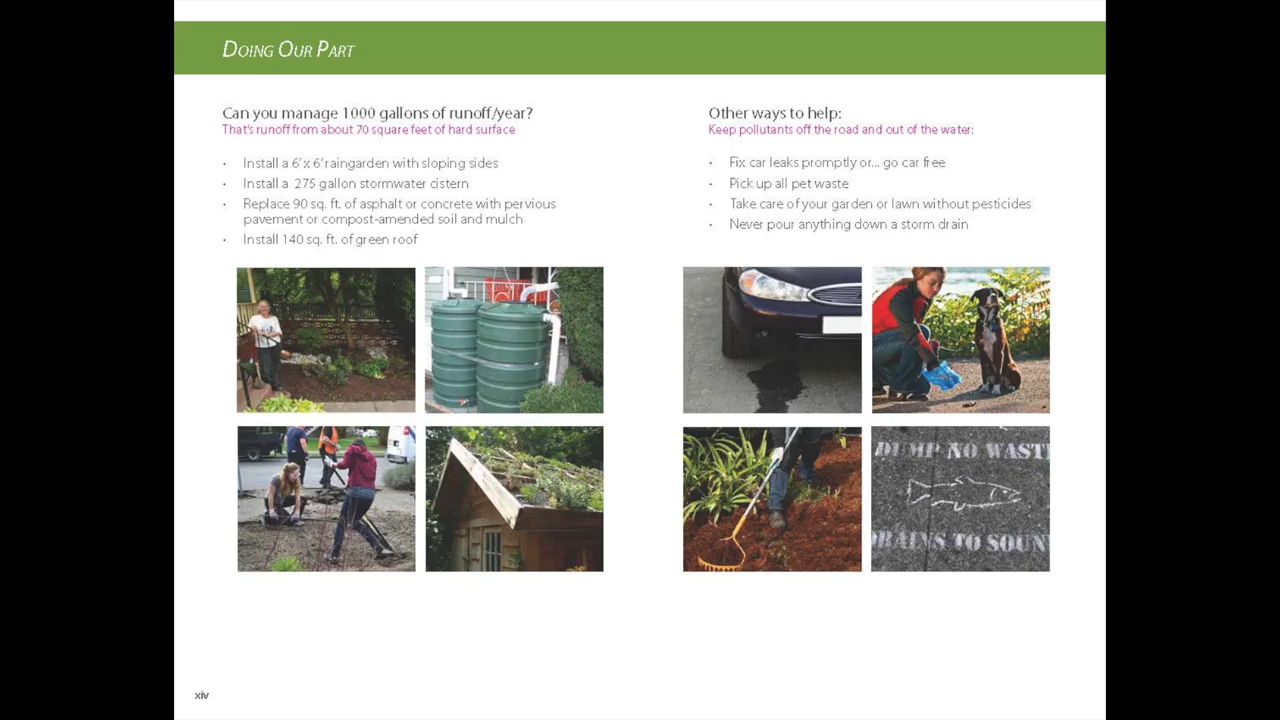 Doing Our Part
Can you manage 1000 gallons of runoff/year?
That's runoff from about 70 square feet of hard surface
• Install a 6' x 6' raingarden with sloping sides
• Install a 275 gallon stormwater cistern
• Replace 90 sq. ft. of asphalt or concrete with pervious
pavement or compost-amended soil and mulch
• Install 140 sq. ft. of green roof
Other ways to help:
Keep pollutants off the road and out of the water:
• Fix car leaks promptly or... go car free
• Pick up all pet waste
• Take care of your garden or lawn without pesticides
• Never pour anything down a storm drain
DUMP NO WASTE
DRAINS TO SOUN
xiv